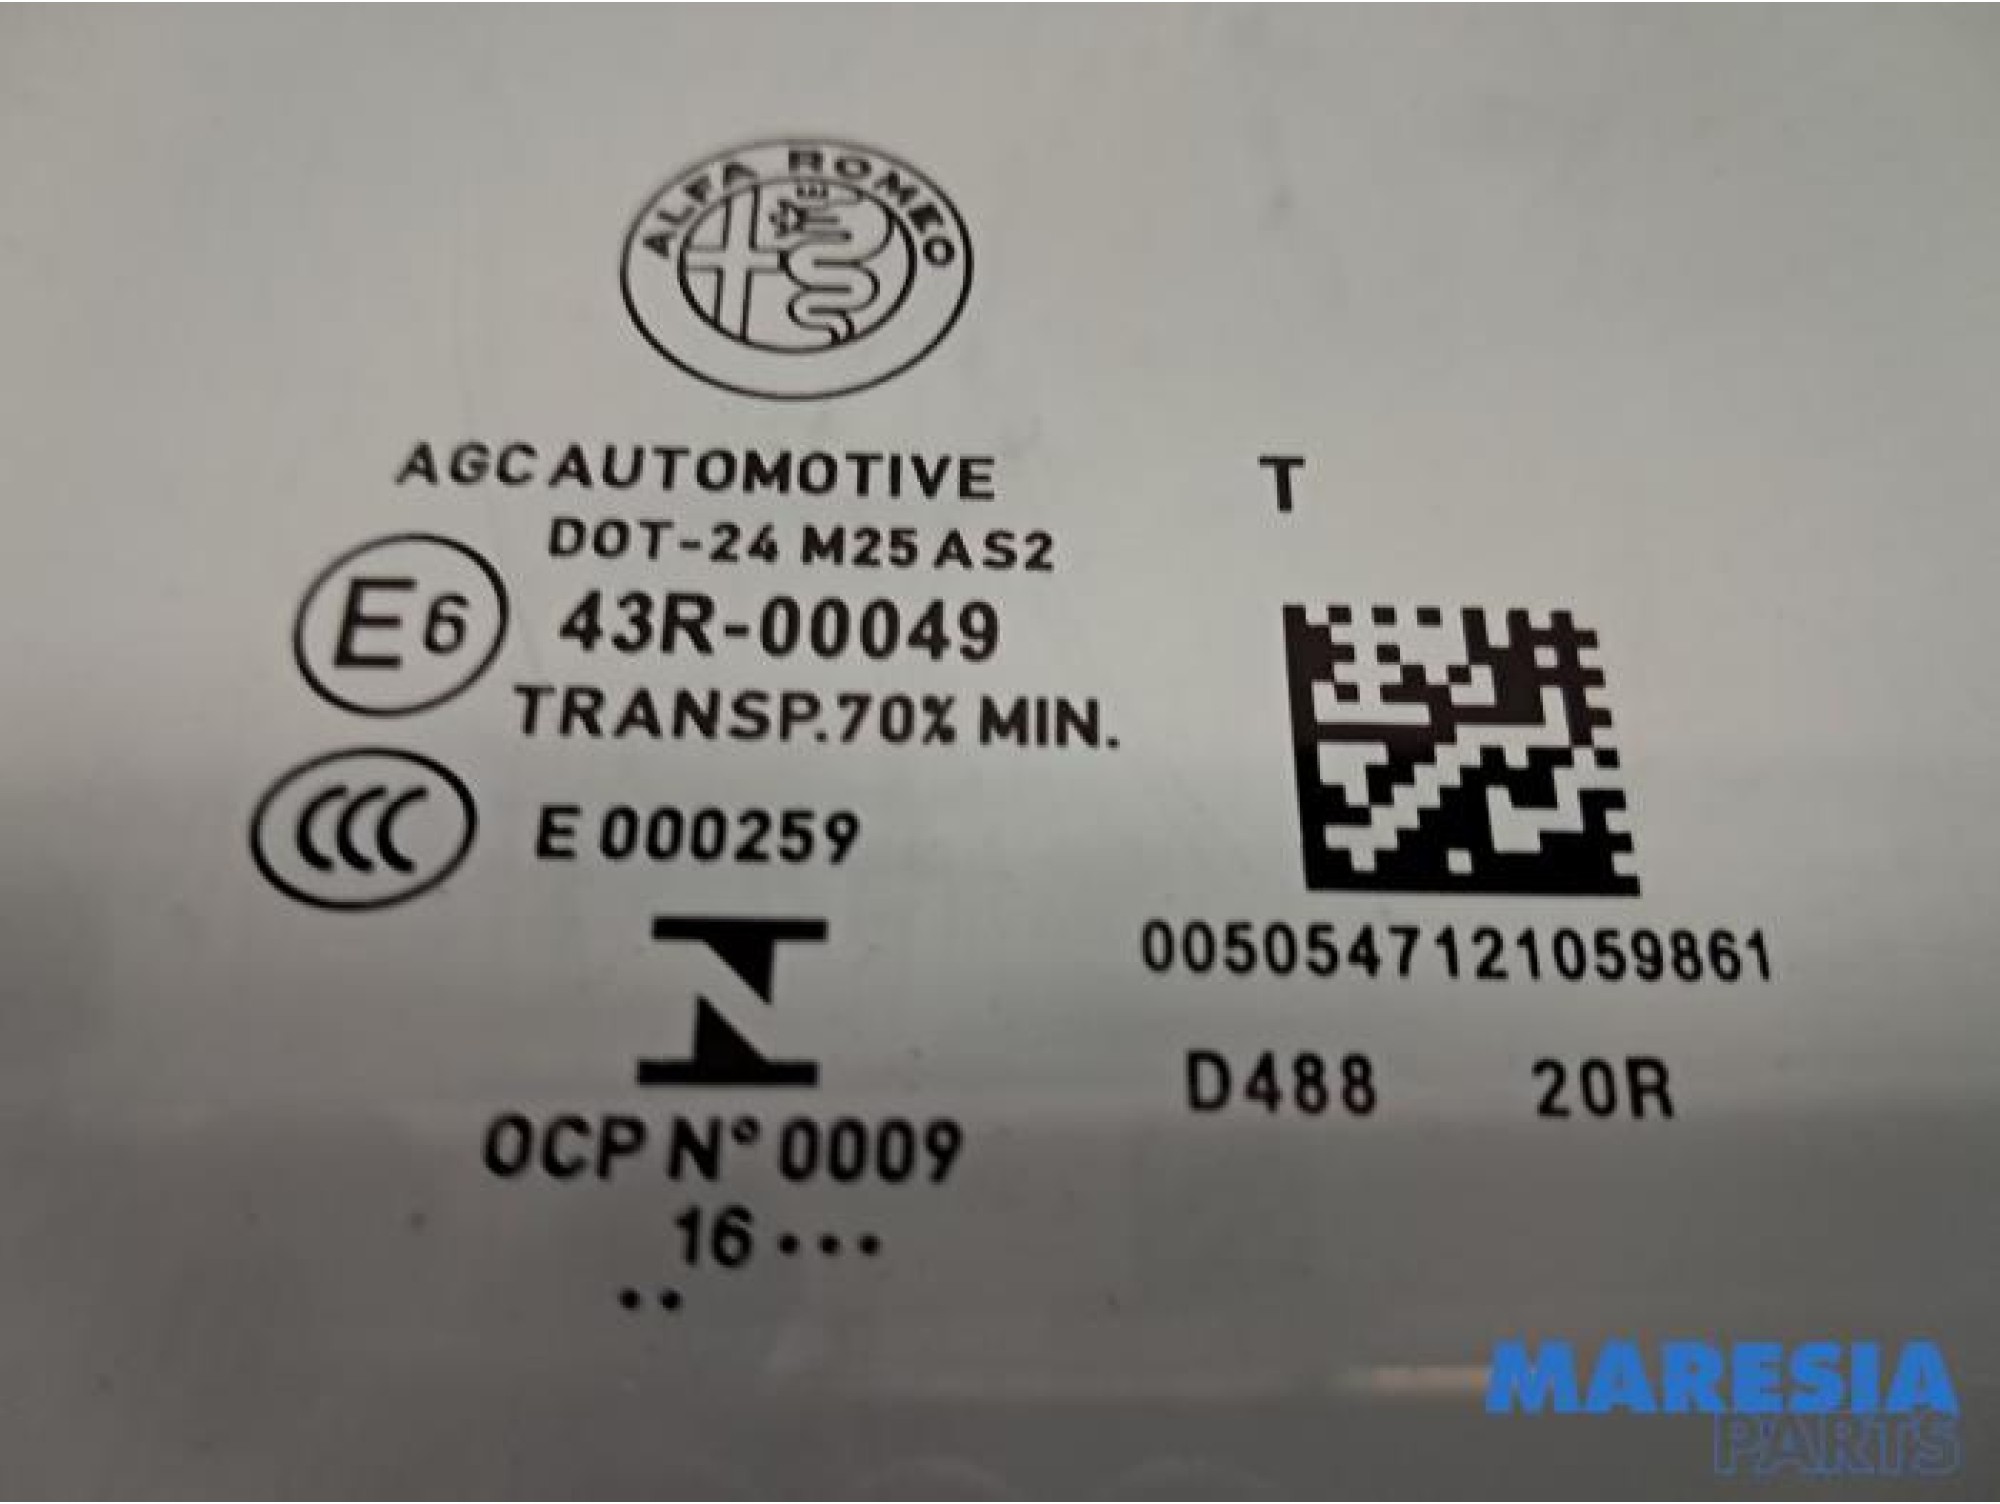 ALFA ROMEO
AGC AUTOMOTIVE
T
DOT-24 M25 AS2
E6
43R-00049
TRANSP.70% MIN.
CCC
E 000259
0050547121059861
D488 20R
OCP N° 0009
16 •••
••
MARESIA
PARTS